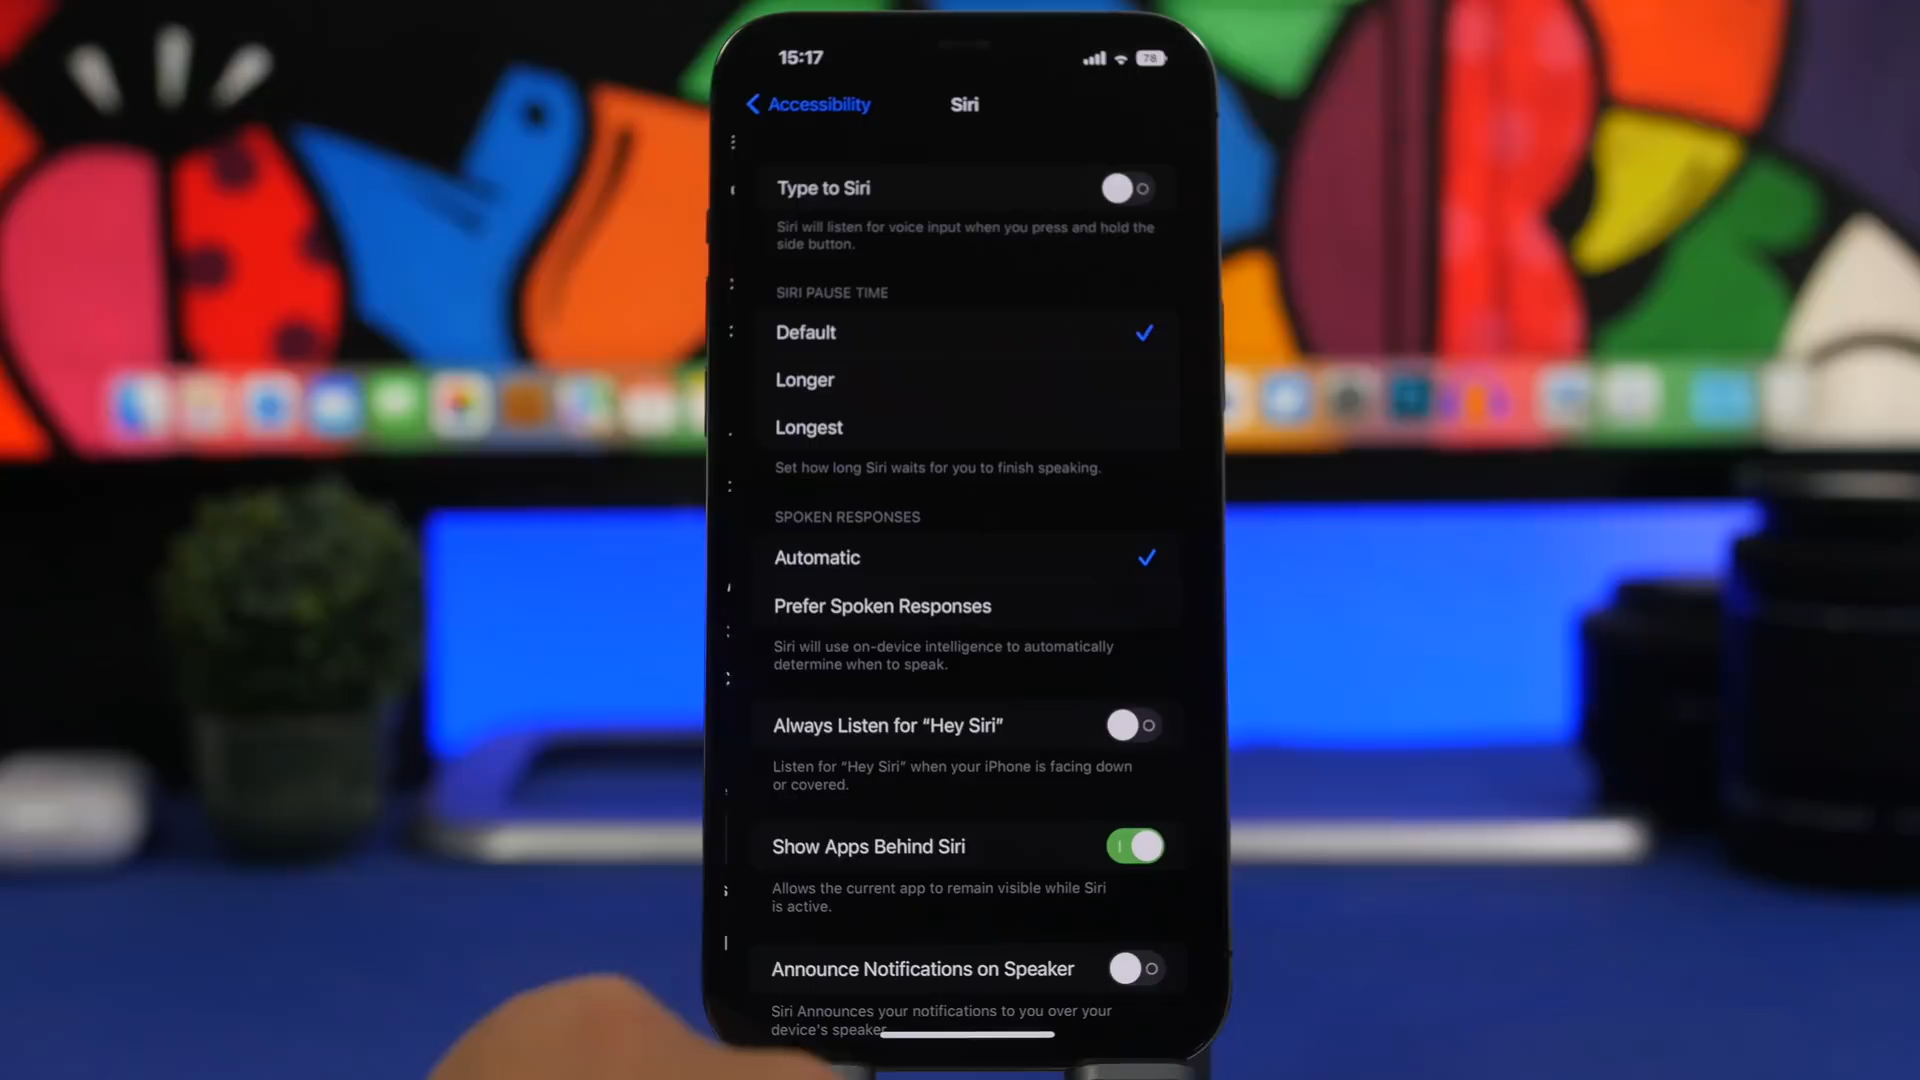 15:17
78
Accessibility
Siri
Type to Siri
Siri will listen for voice input when you press and hold the
side button.
SIRI PAUSE TIME
Default
Longer
Longest
Set how long Siri waits for you to finish speaking.
SPOKEN RESPONSES
Automatic
Prefer Spoken Responses
Siri will use on-device intelligence to automatically
determine when to speak.
Always Listen for “Hey Siri”
Listen for “Hey Siri” when your iPhone is facing down
or covered.
Show Apps Behind Siri
Allows the current app to remain visible while Siri
is active.
Announce Notifications on Speaker
Siri Announces your notifications to you over your
device's speaker